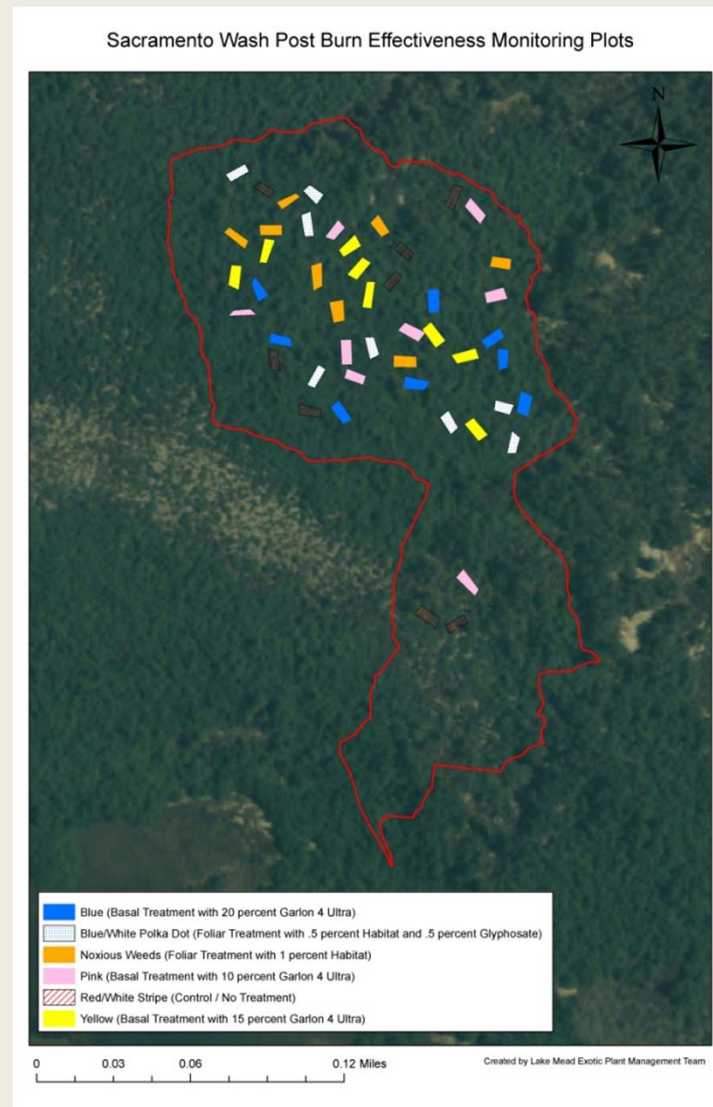 Sacramento Wash Post Burn Effectiveness Monitoring Plots
N
Blue (Basal Treatment with 20 percent Garlon 4 Ultra)
Blue/White Polka Dot (Foliar Treatment with .5 percent Habitat and .5 percent Glyphosate)
Noxious Weeds (Foliar Treatment with 1 percent Habitat)
Pink (Basal Treatment with 10 percent Garlon 4 Ultra)
Red/White Stripe (Control / No Treatment)
Yellow (Basal Treatment with 15 percent Garlon 4 Ultra)
0 0.03 0.06 0.12 Miles
Created by Lake Mead Exotic Plant Management Team